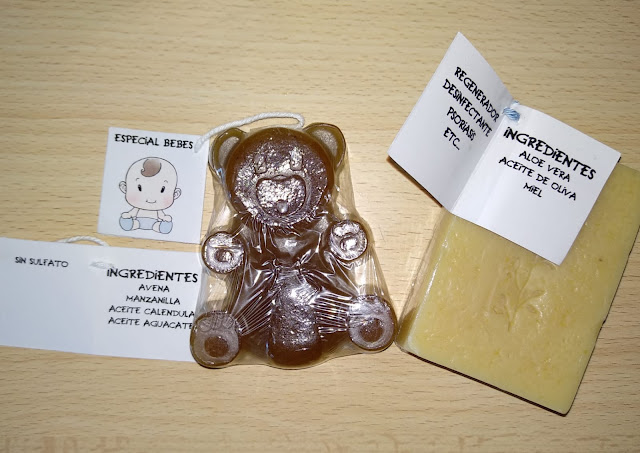 ESPECIAL BEBES
SIN SULFATO
INGREDIENTES
AVENA
MANZANILLA
ACEITE CALENDULA
ACEITE AGUACATE
REGENERADOR
DESINFECTANTE
PSORIASIS
ETC..
INGREDIENTES
ALOE VERA
ACEITE DE OLIVA
MIEL